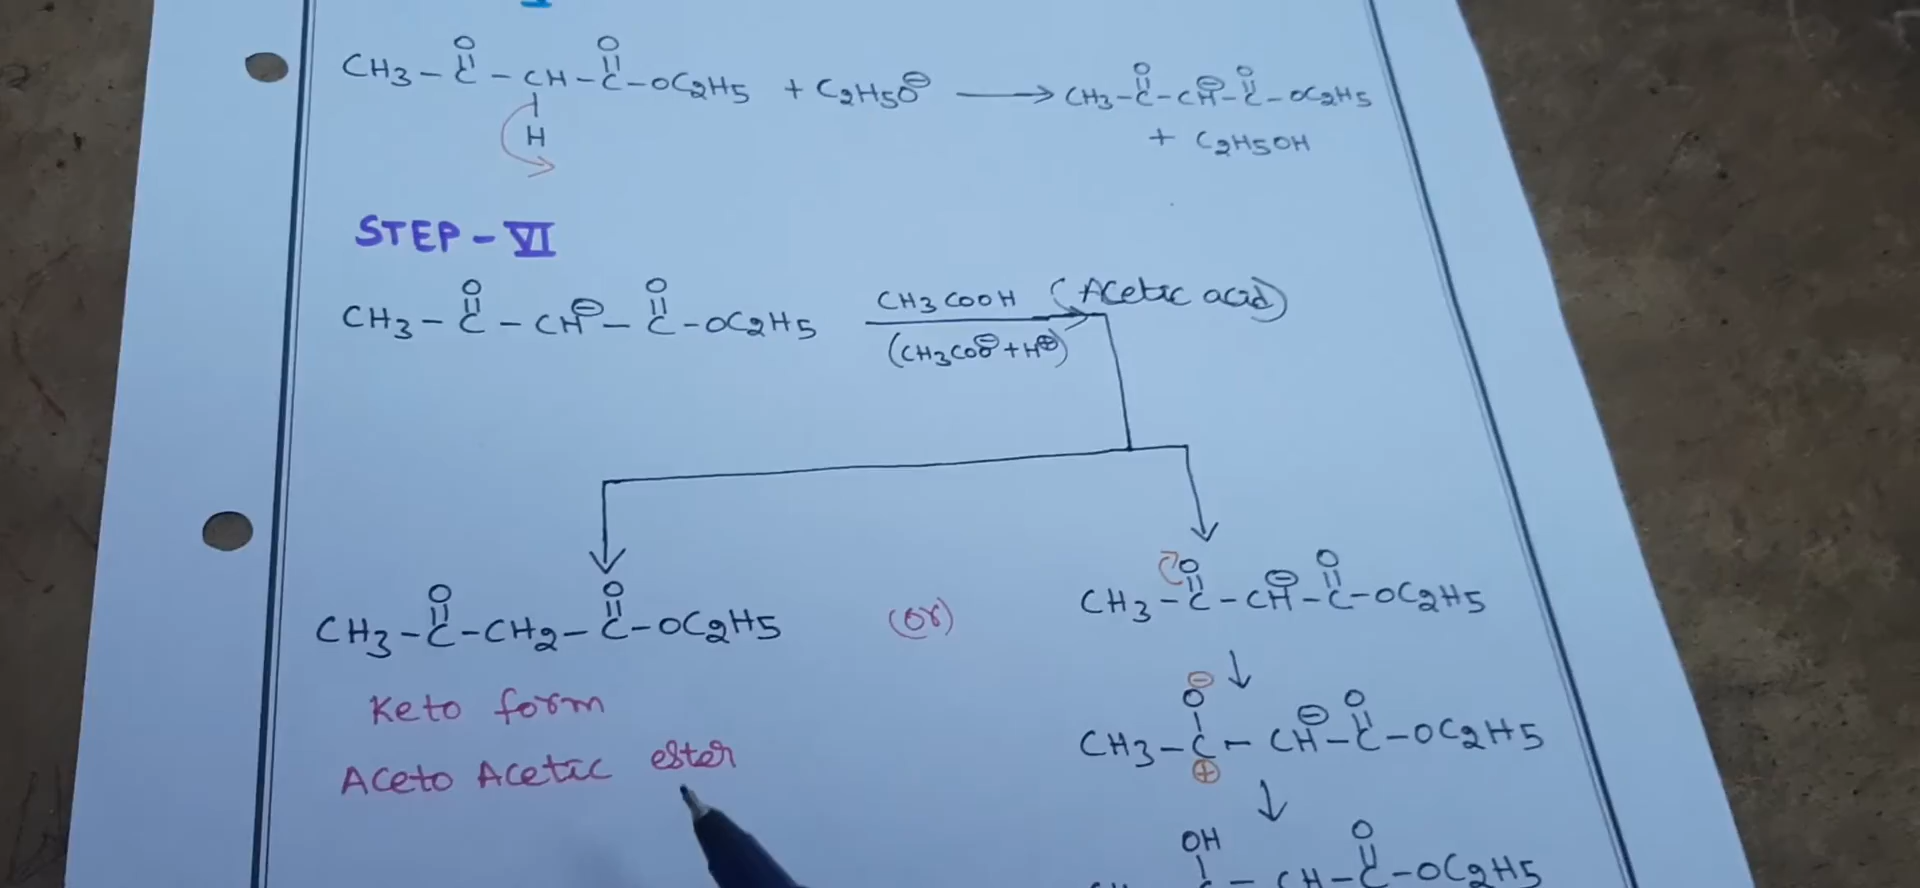 O O
CH3 - C - CH - C - OC2H5 + C2H5O⊖ ⟶ CH3 - C - CH⊖ - C - OC2H5
H
+ C2H5OH
STEP - VI
CH3 - C - CH⊖ - C - OC2H5
CH3COOH (Acetic acid)
(CH3COO⊖ + H⊕)
CH3 - C - CH2 - C - OC2H5
(or)
CH3 - C - CH⊖ - C - OC2H5
Keto form
Aceto Acetic ester
O⊖ O
CH3 - C - CH⊖ - C - OC2H5
⊕
OH O
C - CH - C - OC2H5